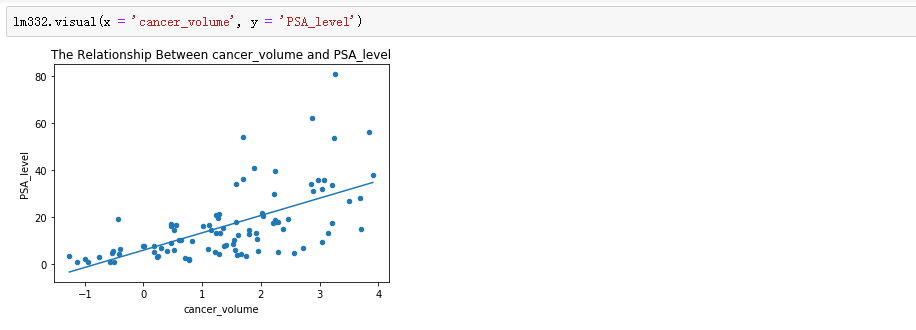 lm332.visual(x = 'cancer_volume', y = 'PSA_level')
The Relationship Between cancer_volume and PSA_level
80
60
40
20
0
PSA_level
−1
0
1
2
3
4
cancer_volume